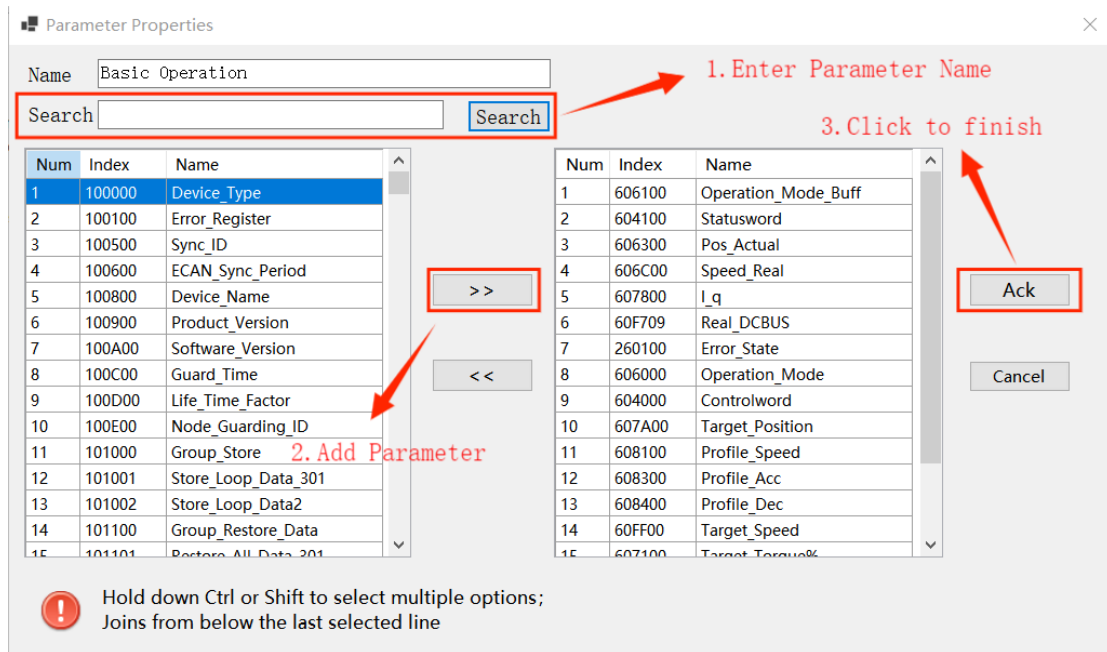 Parameter Properties
Name Basic Operation
1.Enter Parameter Name
Search Search
3.Click to finish
Num Index Name
1 100000 Device_Type
2 100100 Error_Register
3 100500 Sync_ID
4 100600 ECAN_Sync_Period
5 100800 Device_Name
6 100900 Product_Version
7 100A00 Software_Version
8 100C00 Guard_Time
9 100D00 Life_Time_Factor
10 100E00 Node_Guarding_ID
11 101000 Group_Store
12 101001 Store_Loop_Data_301
13 101002 Store_Loop_Data2
14 101100 Group_Restore_Data
15 101101 Restore_All_Data_301
>>
<<
2.Add Parameter
Num Index Name
1 606100 Operation_Mode_Buff
2 604100 Statusword
3 606300 Pos_Actual
4 606C00 Speed_Real
5 607800 I_q
6 60F709 Real_DCBUS
7 260100 Error_State
8 606000 Operation_Mode
9 604000 Controlword
10 607A00 Target_Position
11 608100 Profile_Speed
12 608300 Profile_Acc
13 608400 Profile_Dec
14 60FF00 Target_Speed
15 607100 Target_Torque%
Ack
Cancel
Hold down Ctrl or Shift to select multiple options;
Joins from below the last selected line